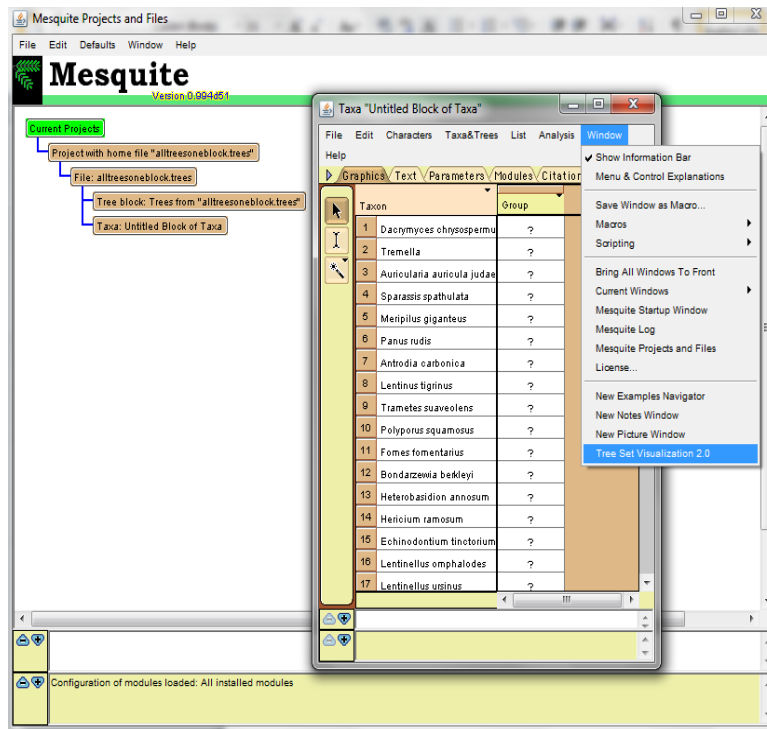 Mesquite Projects and Files
File Edit Defaults Window Help
Mesquite
Version 0.994d51
Current Projects
Project with home file "alltreesoneblock.trees"
File: alltreesoneblock.trees
Tree block: Trees from "alltreesoneblock.trees"
Taxa: Untitled Block of Taxa
Taxa "Untitled Block of Taxa"
File Edit Characters Taxa&Trees List Analysis Window
Help
Graphics Text Parameters Modules Citation
Taxon Group
1 Dacrymyces chrysospermu ?
2 Tremella ?
3 Auricularia auricula judae ?
4 Sparassis spathulata ?
5 Meripilus giganteus ?
6 Panus rudis ?
7 Antrodia carbonica ?
8 Lentinus tigrinus ?
9 Trametes suaveolens ?
10 Polyporus squamosus ?
11 Fomes fomentarius ?
12 Bondarzewia berkleyi ?
13 Heterobasidion annosum ?
14 Hericium ramosum ?
15 Echinodontium tinctorium ?
16 Lentinellus omphalodes ?
17 Lentinellus ursinus ?
Show Information Bar
Menu & Control Explanations
Save Window as Macro...
Macros
Scripting
Bring All Windows To Front
Current Windows
Mesquite Startup Window
Mesquite Log
Mesquite Projects and Files
License...
New Examples Navigator
New Notes Window
New Picture Window
Tree Set Visualization 2.0
Configuration of modules loaded: All installed modules